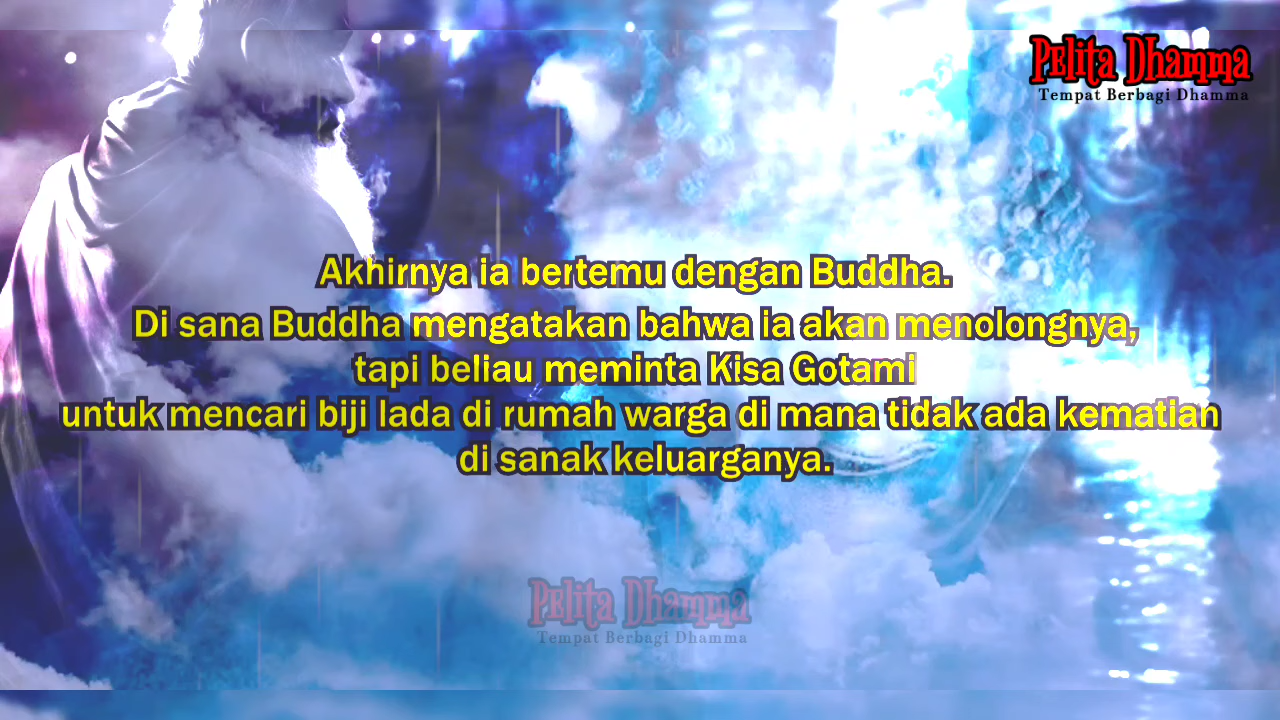 Pelita Dhamma
Tempat Berbagi Dhamma
Akhirnya ia bertemu dengan Buddha.
Di sana Buddha mengatakan bahwa ia akan menolongnya,
tapi beliau meminta Kisa Gotami
untuk mencari biji lada di rumah warga di mana tidak ada kematian
di sanak keluarganya.
Pelita Dhamma
Tempat Berbagi Dhamma